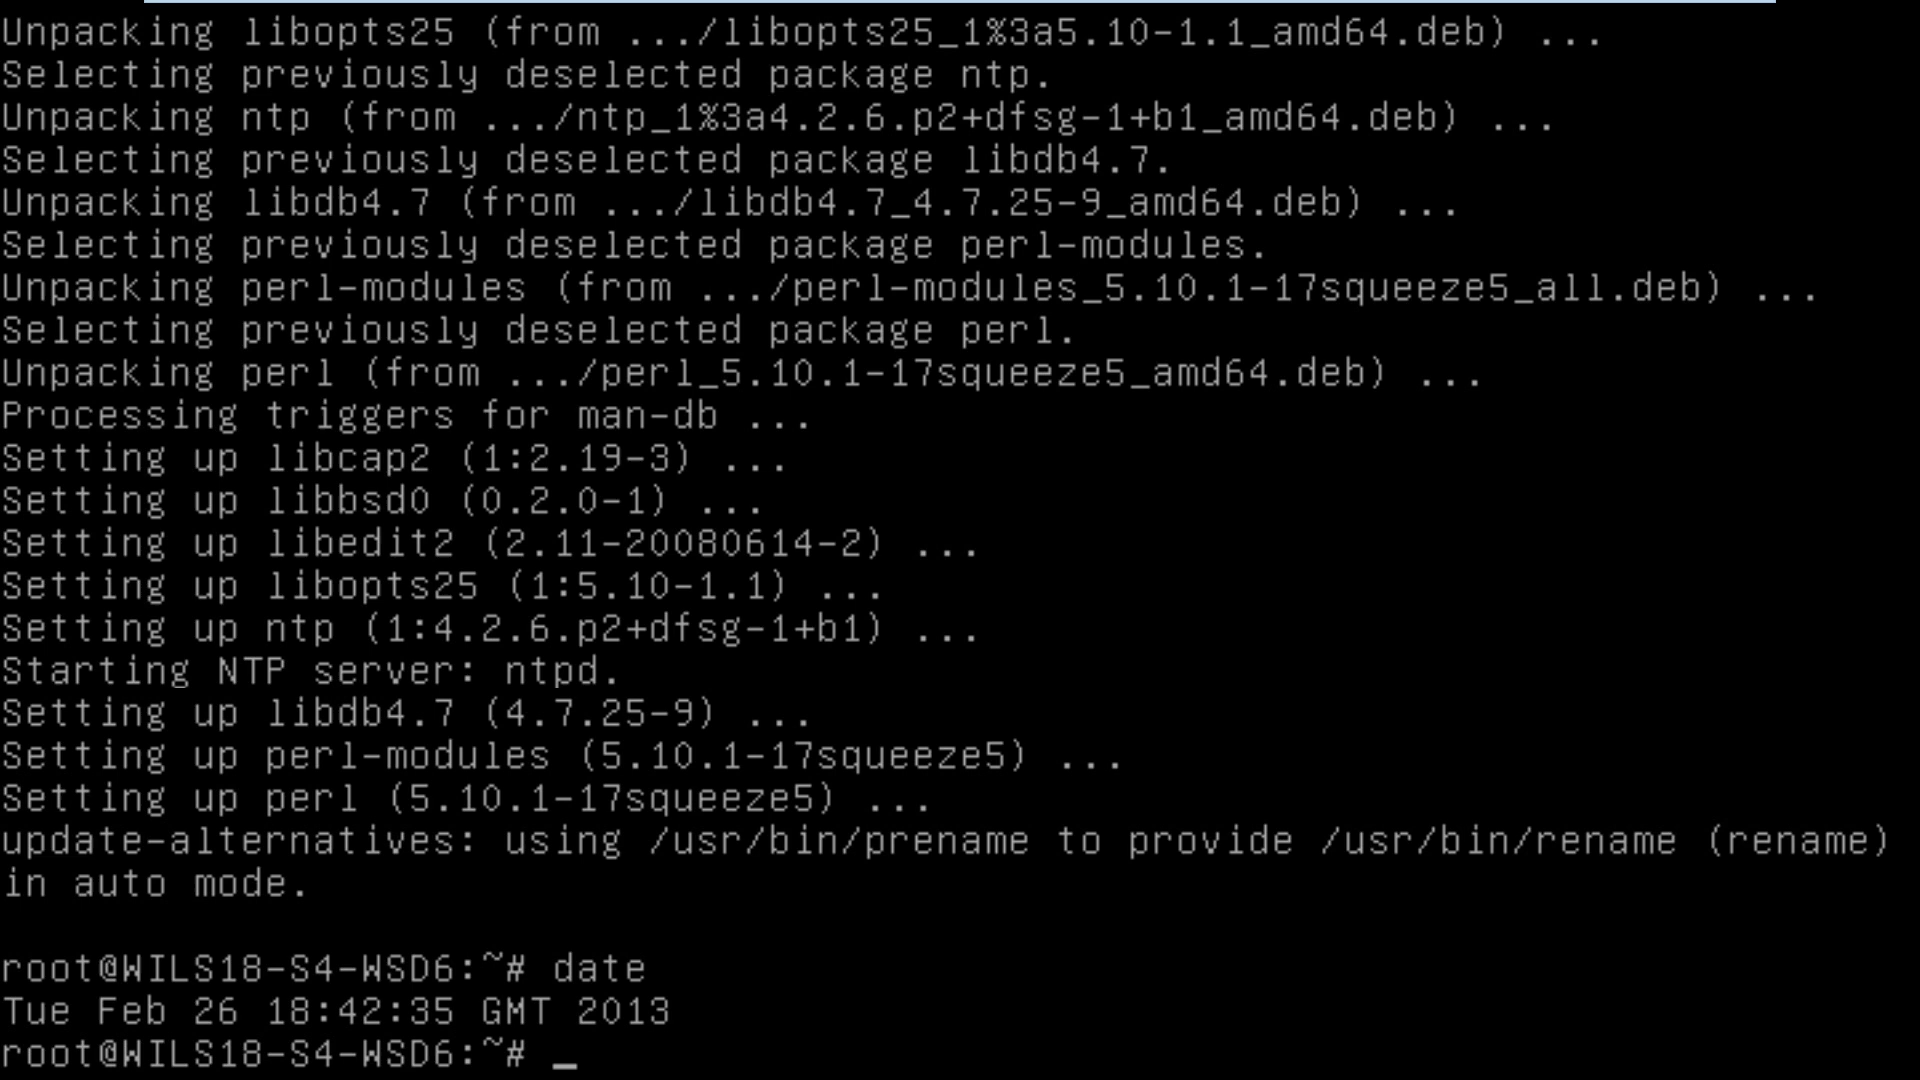 Unpacking libopts25 (from .../libopts25_1%3a5.10-1.1_amd64.deb) ...
Selecting previously deselected package ntp.
Unpacking ntp (from .../ntp_1%3a4.2.6.p2+dfsg-1+b1_amd64.deb) ...
Selecting previously deselected package libdb4.7.
Unpacking libdb4.7 (from .../libdb4.7_4.7.25-9_amd64.deb) ...
Selecting previously deselected package perl-modules.
Unpacking perl-modules (from .../perl-modules_5.10.1-17squeeze5_all.deb) ...
Selecting previously deselected package perl.
Unpacking perl (from .../perl_5.10.1-17squeeze5_amd64.deb) ...
Processing triggers for man-db ...
Setting up libcap2 (1:2.19-3) ...
Setting up libbsd0 (0.2.0-1) ...
Setting up libedit2 (2.11-20080614-2) ...
Setting up libopts25 (1:5.10-1.1) ...
Setting up ntp (1:4.2.6.p2+dfsg-1+b1) ...
Starting NTP server: ntpd.
Setting up libdb4.7 (4.7.25-9) ...
Setting up perl-modules (5.10.1-17squeeze5) ...
Setting up perl (5.10.1-17squeeze5) ...
update-alternatives: using /usr/bin/prename to provide /usr/bin/rename (rename)
in auto mode.
root@WILS18-S4-WSD6:~# date
Tue Feb 26 18:42:35 GMT 2013
root@WILS18-S4-WSD6:~# _